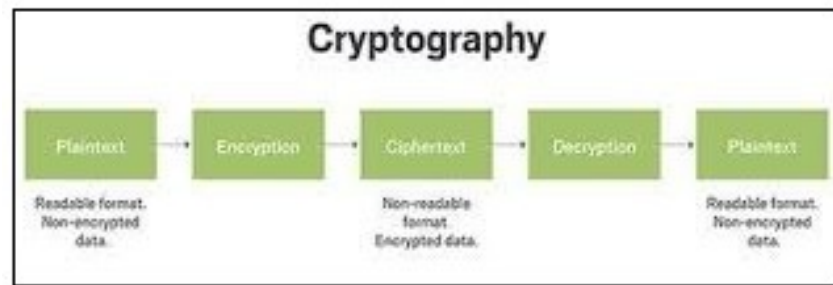 Cryptography
Plaintext
Encryption
Ciphertext
Decryption
Plaintext
Readable format.
Non-encrypted
data.
Non-readable
format
Encrypted data.
Readable format.
Non-encrypted
data.